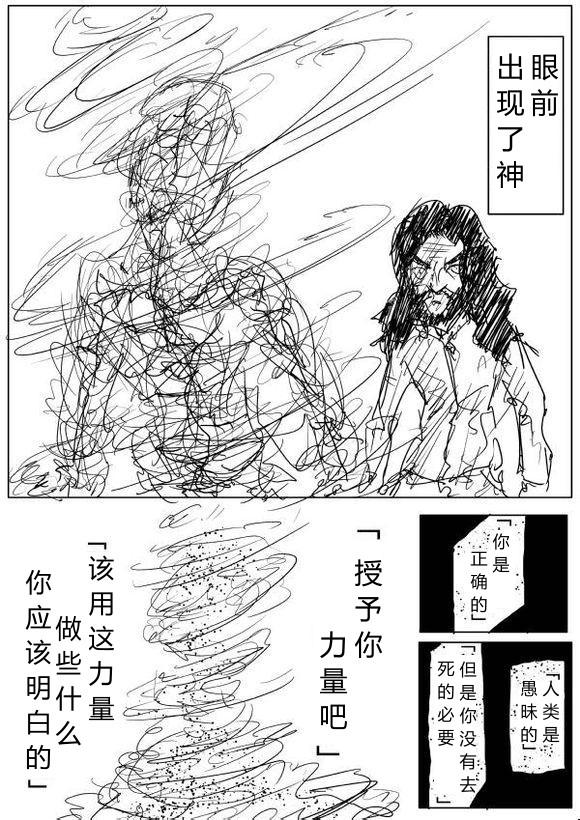 眼前
出现了神
「你是
正确的」
「人类是
愚昧的」
「但是你没有去
死的必要」
「授予你
力量吧」
「该用这力量
做些什么
你应该明白的」